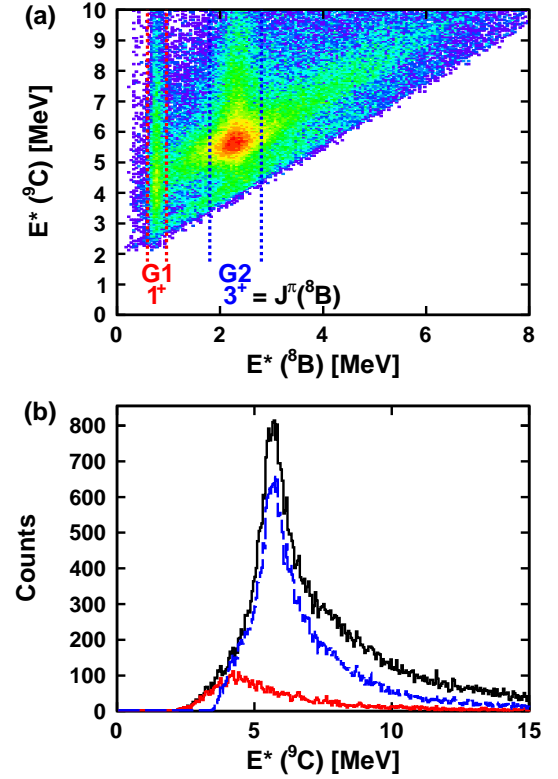 (a)
10
9
8
7
6
5
4
3
2
1
0
E* (⁹C) [MeV]
G1 G2
1⁺ 3⁺ = Jᵖⁱ(⁸B)
0 2 4 6 8
E* (⁸B) [MeV]
(b)
800
700
600
500
400
300
200
100
0
Counts
0 5 10 15
E* (⁹C) [MeV]